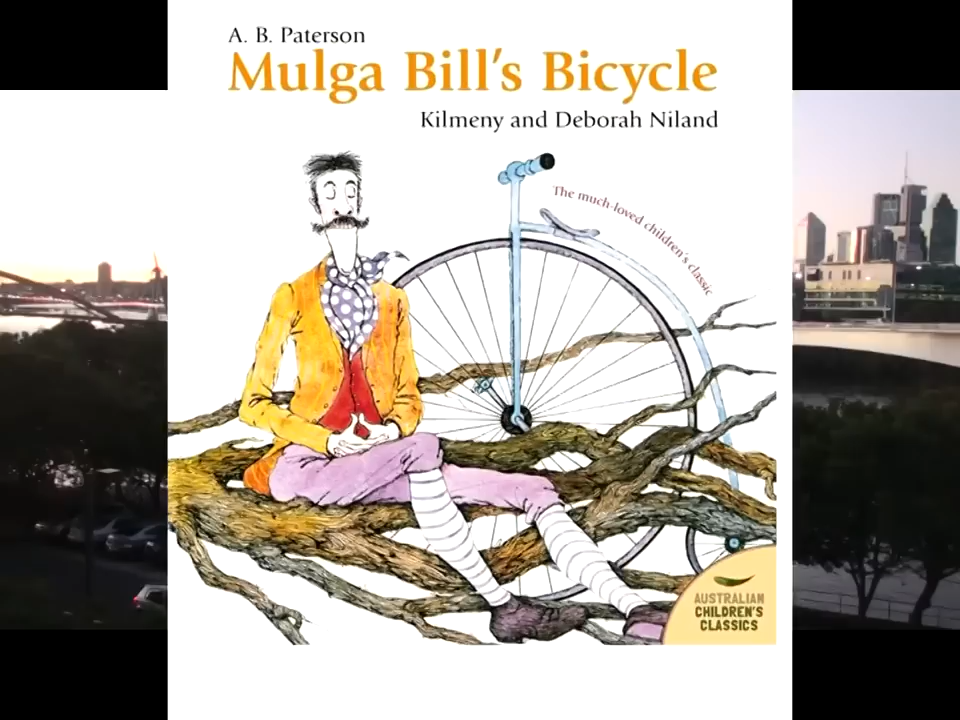 A. B. Paterson
Mulga Bill's Bicycle
Kilmeny and Deborah Niland
The much-loved children's classic
AUSTRALIAN
CHILDREN'S
CLASSICS